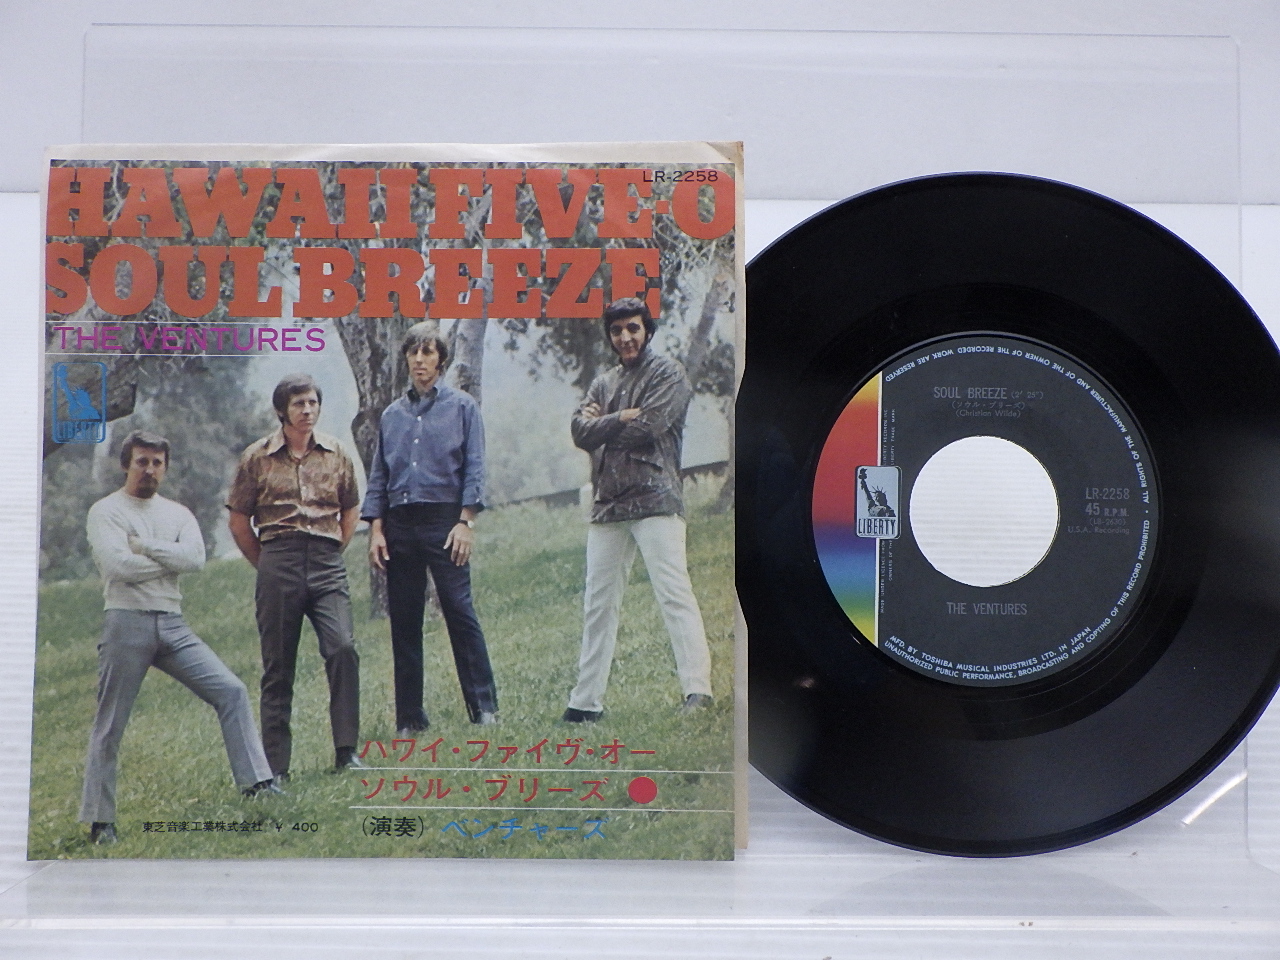 LR-2258
HAWAII FIVE-O
SOUL BREEZE
THE VENTURES
LIBERTY
ハワイ・ファイヴ・オー
ソウル・ブリーズ
(演奏) ベンチャーズ
東芝音楽工業株式会社 ¥ 400
ALL RIGHTS OF THE MANUFACTURER AND OF THE OWNER OF THE RECORDED WORK ARE RESERVED
SOUL BREEZE (2' 25")
(ソウル・ブリーズ)
(Christian Wilde)
LIBERTY
LR-2258
45 R.P.M.
U.S.A. Recording
THE VENTURES
MFD. BY TOSHIBA MUSICAL INDUSTRIES LTD. IN JAPAN
UNAUTHORIZED PUBLIC PERFORMANCE, BROADCASTING AND COPYING OF THIS RECORD PROHIBITED